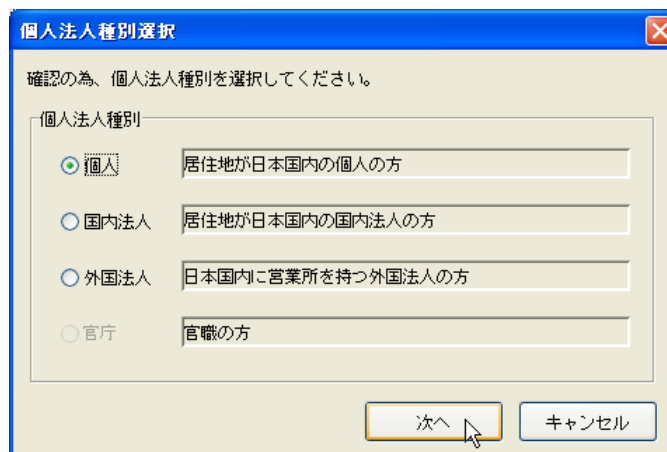 個人法人種別選択
確認の為、個人法人種別を選択してください。
個人法人種別
個人 居住地が日本国内の個人の方
国内法人 居住地が日本国内の国内法人の方
外国法人 日本国内に営業所を持つ外国法人の方
官庁 官職の方
次へ キャンセル